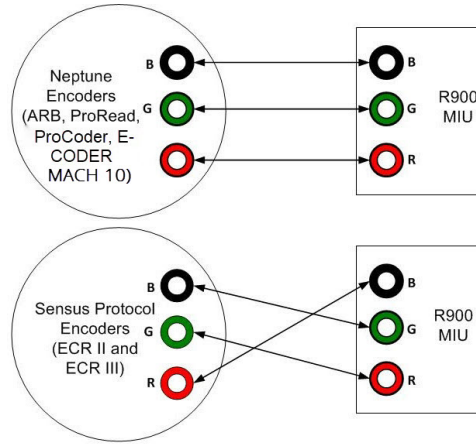 Neptune
Encoders
(ARB, ProRead,
ProCoder, E-
CODER
MACH 10)
B
G
R
B
G
R
R900
MIU
Sensus Protocol
Encoders
(ECR II and
ECR III)
B
G
R
B
G
R
R900
MIU